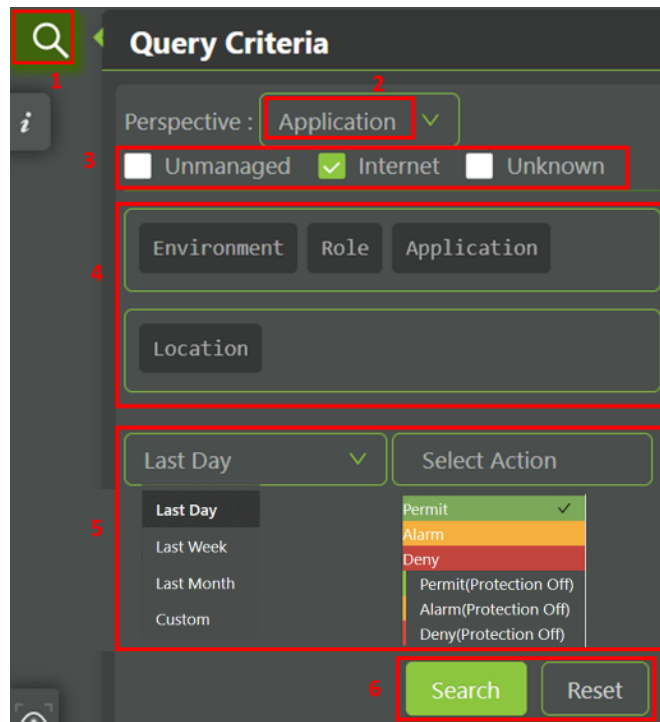 Query Criteria
1
2
i
Perspective : Application
3
Unmanaged Internet Unknown
4
Environment Role Application
Location
Last Day Select Action
5
Last Day
Last Week
Last Month
Custom
Permit
Alarm
Deny
Permit(Protection Off)
Alarm(Protection Off)
Deny(Protection Off)
6
Search Reset